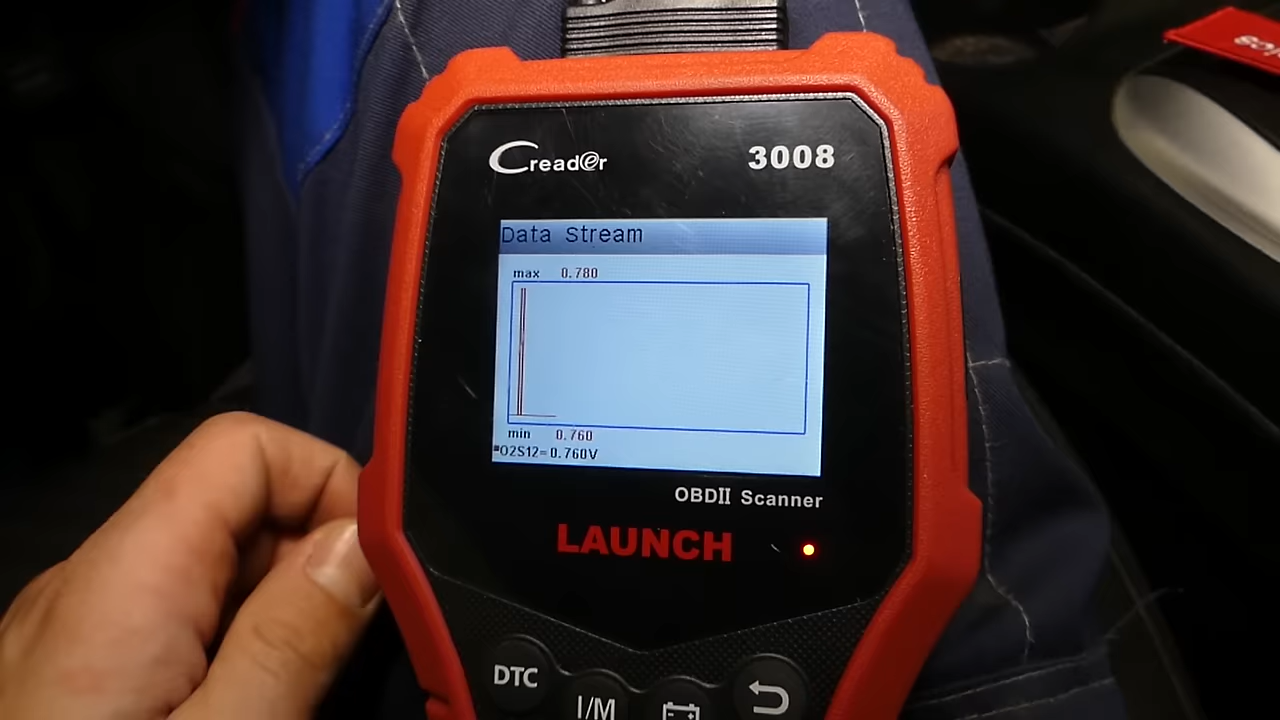 Creader 3008
Data Stream
max 0.780
min 0.760
*O2S12=0.760V
OBDII Scanner
LAUNCH
DTC
I/M